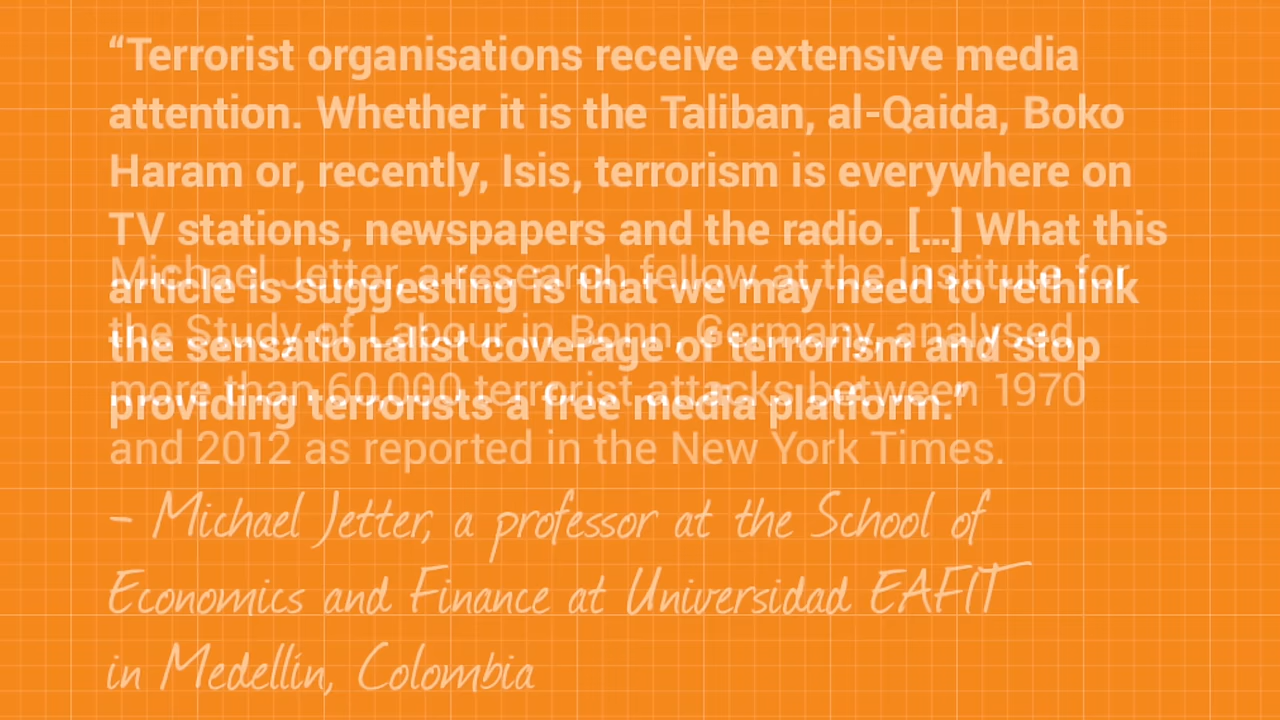 “Terrorist organisations receive extensive media
attention. Whether it is the Taliban, al-Qaida, Boko
Haram or, recently, Isis, terrorism is everywhere on
TV stations, newspapers and the radio. [...] What this
article is suggesting is that we may need to rethink
the sensationalist coverage of terrorism and stop
providing terrorists a free media platform.”
Michael Jetter, a research fellow at the Institute for
the Study of Labour in Bonn, Germany, analysed
more than 60,000 terrorist attacks between 1970
and 2012 as reported in the New York Times.
– Michael Jetter, a professor at the School of
Economics and Finance at Universidad EAFIT
in Medellín, Colombia